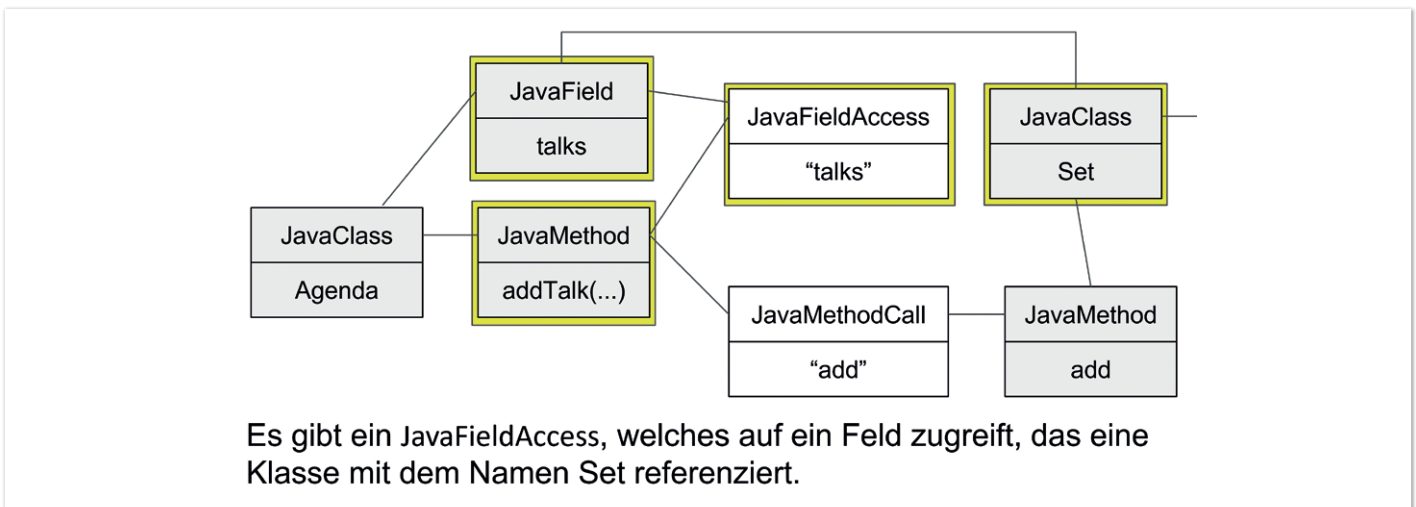 JavaField
talks
JavaFieldAccess
“talks”
JavaClass
Set
JavaClass
Agenda
JavaMethod
addTalk(...)
JavaMethodCall
“add”
JavaMethod
add
Es gibt ein JavaFieldAccess, welches auf ein Feld zugreift, das eine
Klasse mit dem Namen Set referenziert.